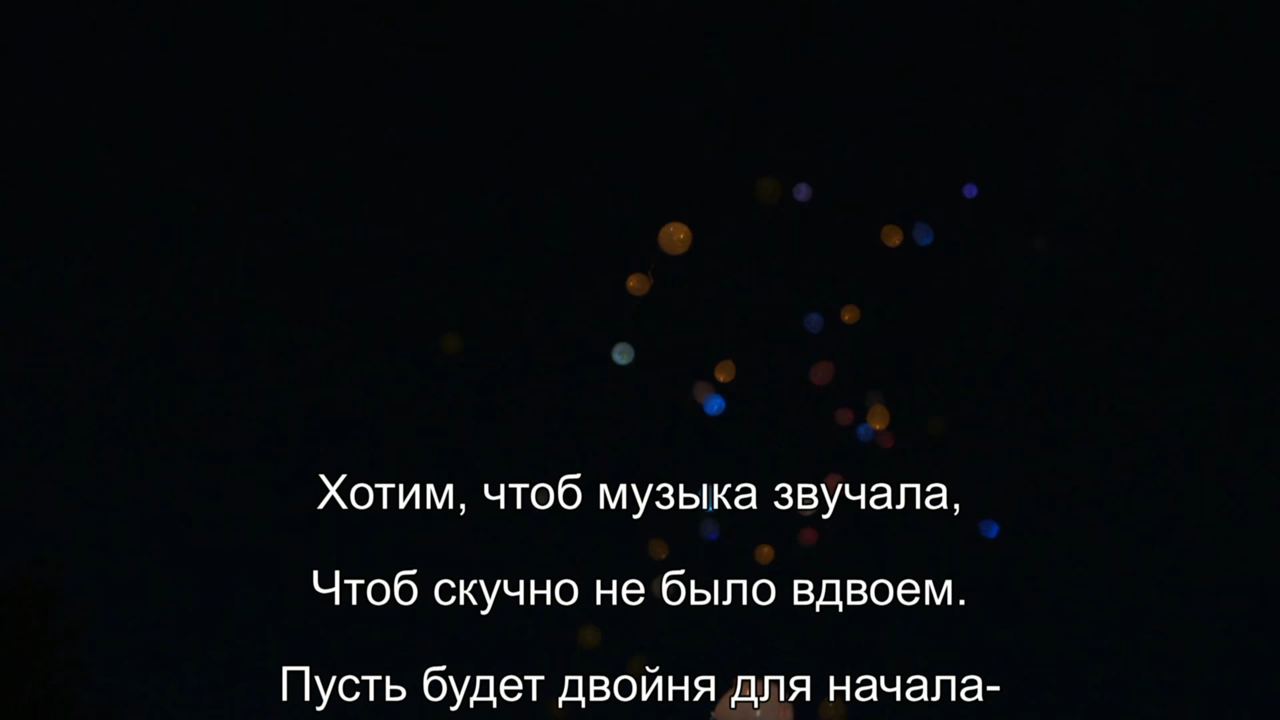 Хотим, чтоб музыка звучала,
Чтоб скучно не было вдвоем.
Пусть будет двойня для начала-